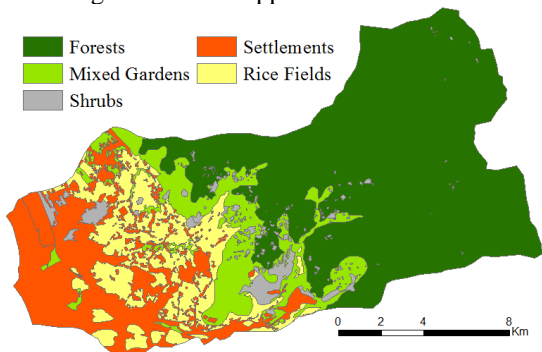 Forests Settlements
Mixed Gardens Rice Fields
Shrubs
0 2 4 8
Km